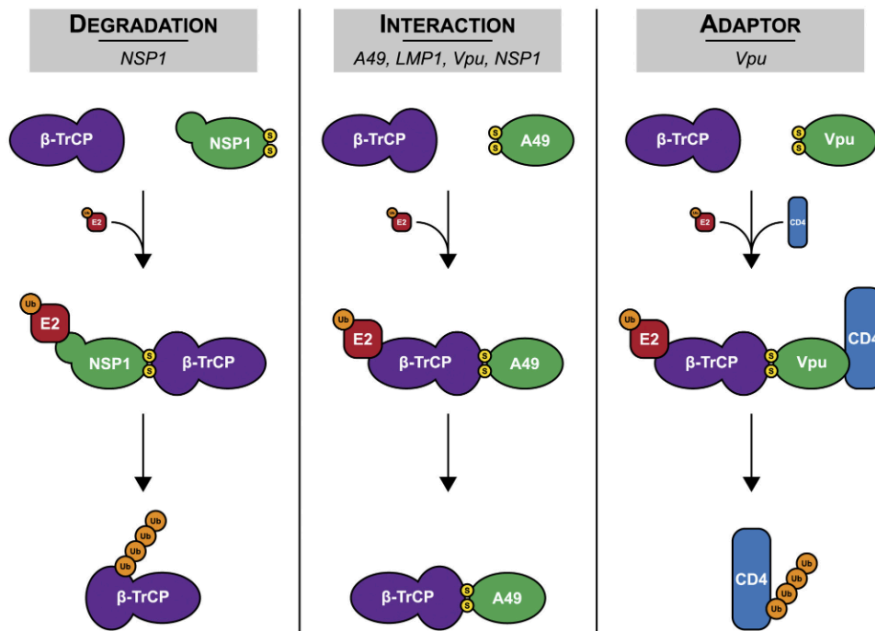 DEGRADATION
NSP1
β-TrCP
NSP1
S
S
Ub
E2
Ub
E2
NSP1
S
S
β-TrCP
Ub
Ub
Ub
Ub
β-TrCP
INTERACTION
A49, LMP1, Vpu, NSP1
β-TrCP
S
S
A49
Ub
E2
Ub
E2
β-TrCP
S
S
A49
β-TrCP
S
S
A49
ADAPTOR
Vpu
β-TrCP
S
S
Vpu
Ub
E2
CD4
Ub
E2
β-TrCP
S
S
Vpu
CD4
CD4
Ub
Ub
Ub
Ub